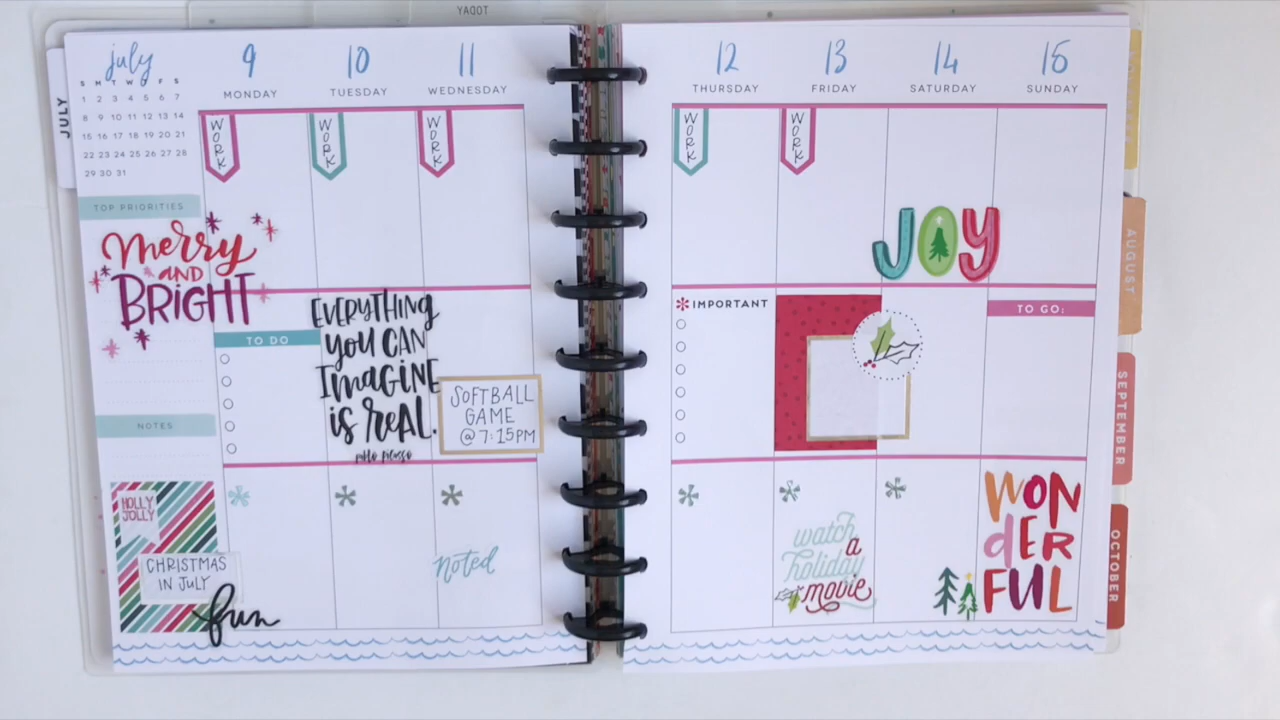 YAQOT
july
S M T W T F S
1 2 3 4 5 6 7
8 9 10 11 12 13 14
15 16 17 18 19 20 21
22 23 24 25 26 27 28
29 30 31
JULY
9
MONDAY
10
TUESDAY
11
WEDNESDAY
12
THURSDAY
13
FRIDAY
14
SATURDAY
15
SUNDAY
WORK
WORK
WORK
WORK
WORK
TOP PRIORITIES
merry
AND
BRiGHT
JOY
TO DO
EVERYTHING
you CAN
IMAGiNE
is REAL.
SOFTBALL
GAME
@ 7:15PM
IMPORTANT
TO GO:
NOTES
HOLLY
JOLLY
CHRISTMAS
IN JULY
fun
noted
watch
a
holiday
movie
WON
dER
FUL
AUGUST
SEPTEMBER
OCTOBER